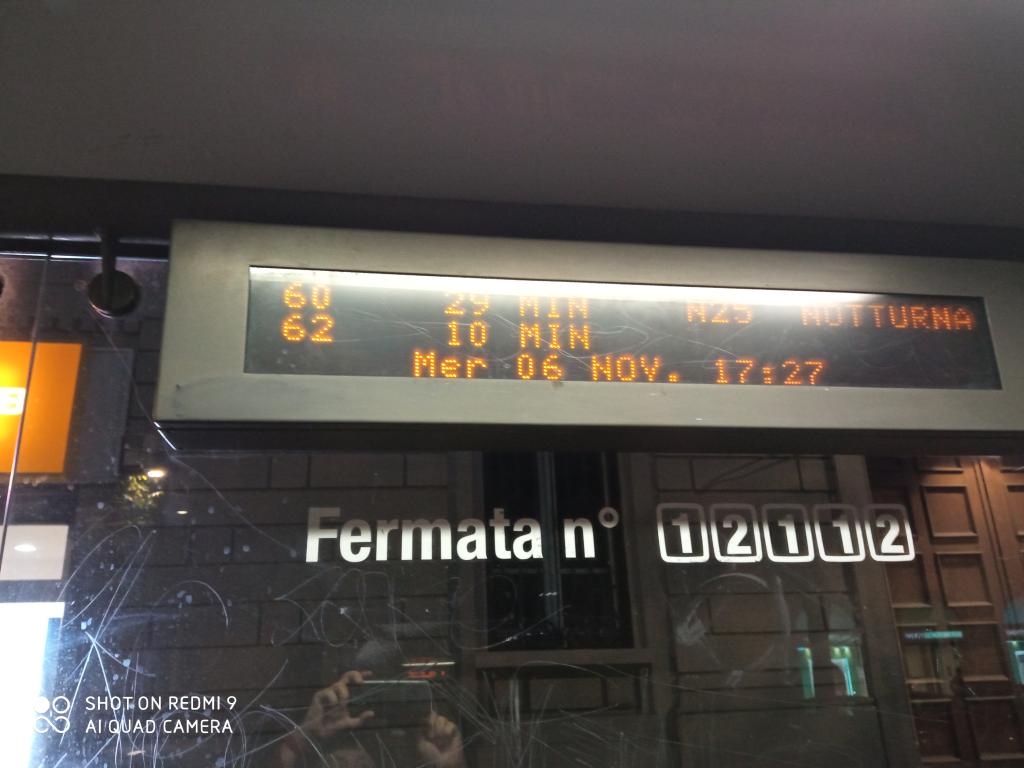 60 29 MIN N25 NOTTURNA
62 10 MIN
Mer 06 NOV. 17:27
Fermata n° 12112
SHOT ON REDMI 9
AI QUAD CAMERA